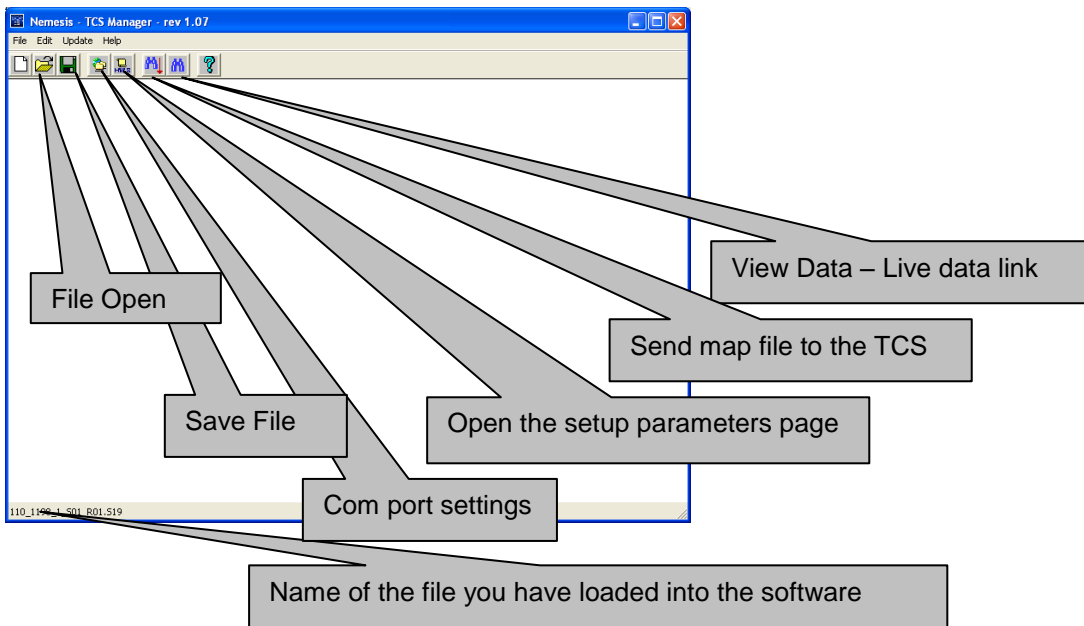 Nemesis - TCS Manager - rev 1.07
File Edit Update Help
View Data – Live data link
File Open
Send map file to the TCS
Save File
Open the setup parameters page
Com port settings
110_1198_1_S01_R01.S19
Name of the file you have loaded into the software